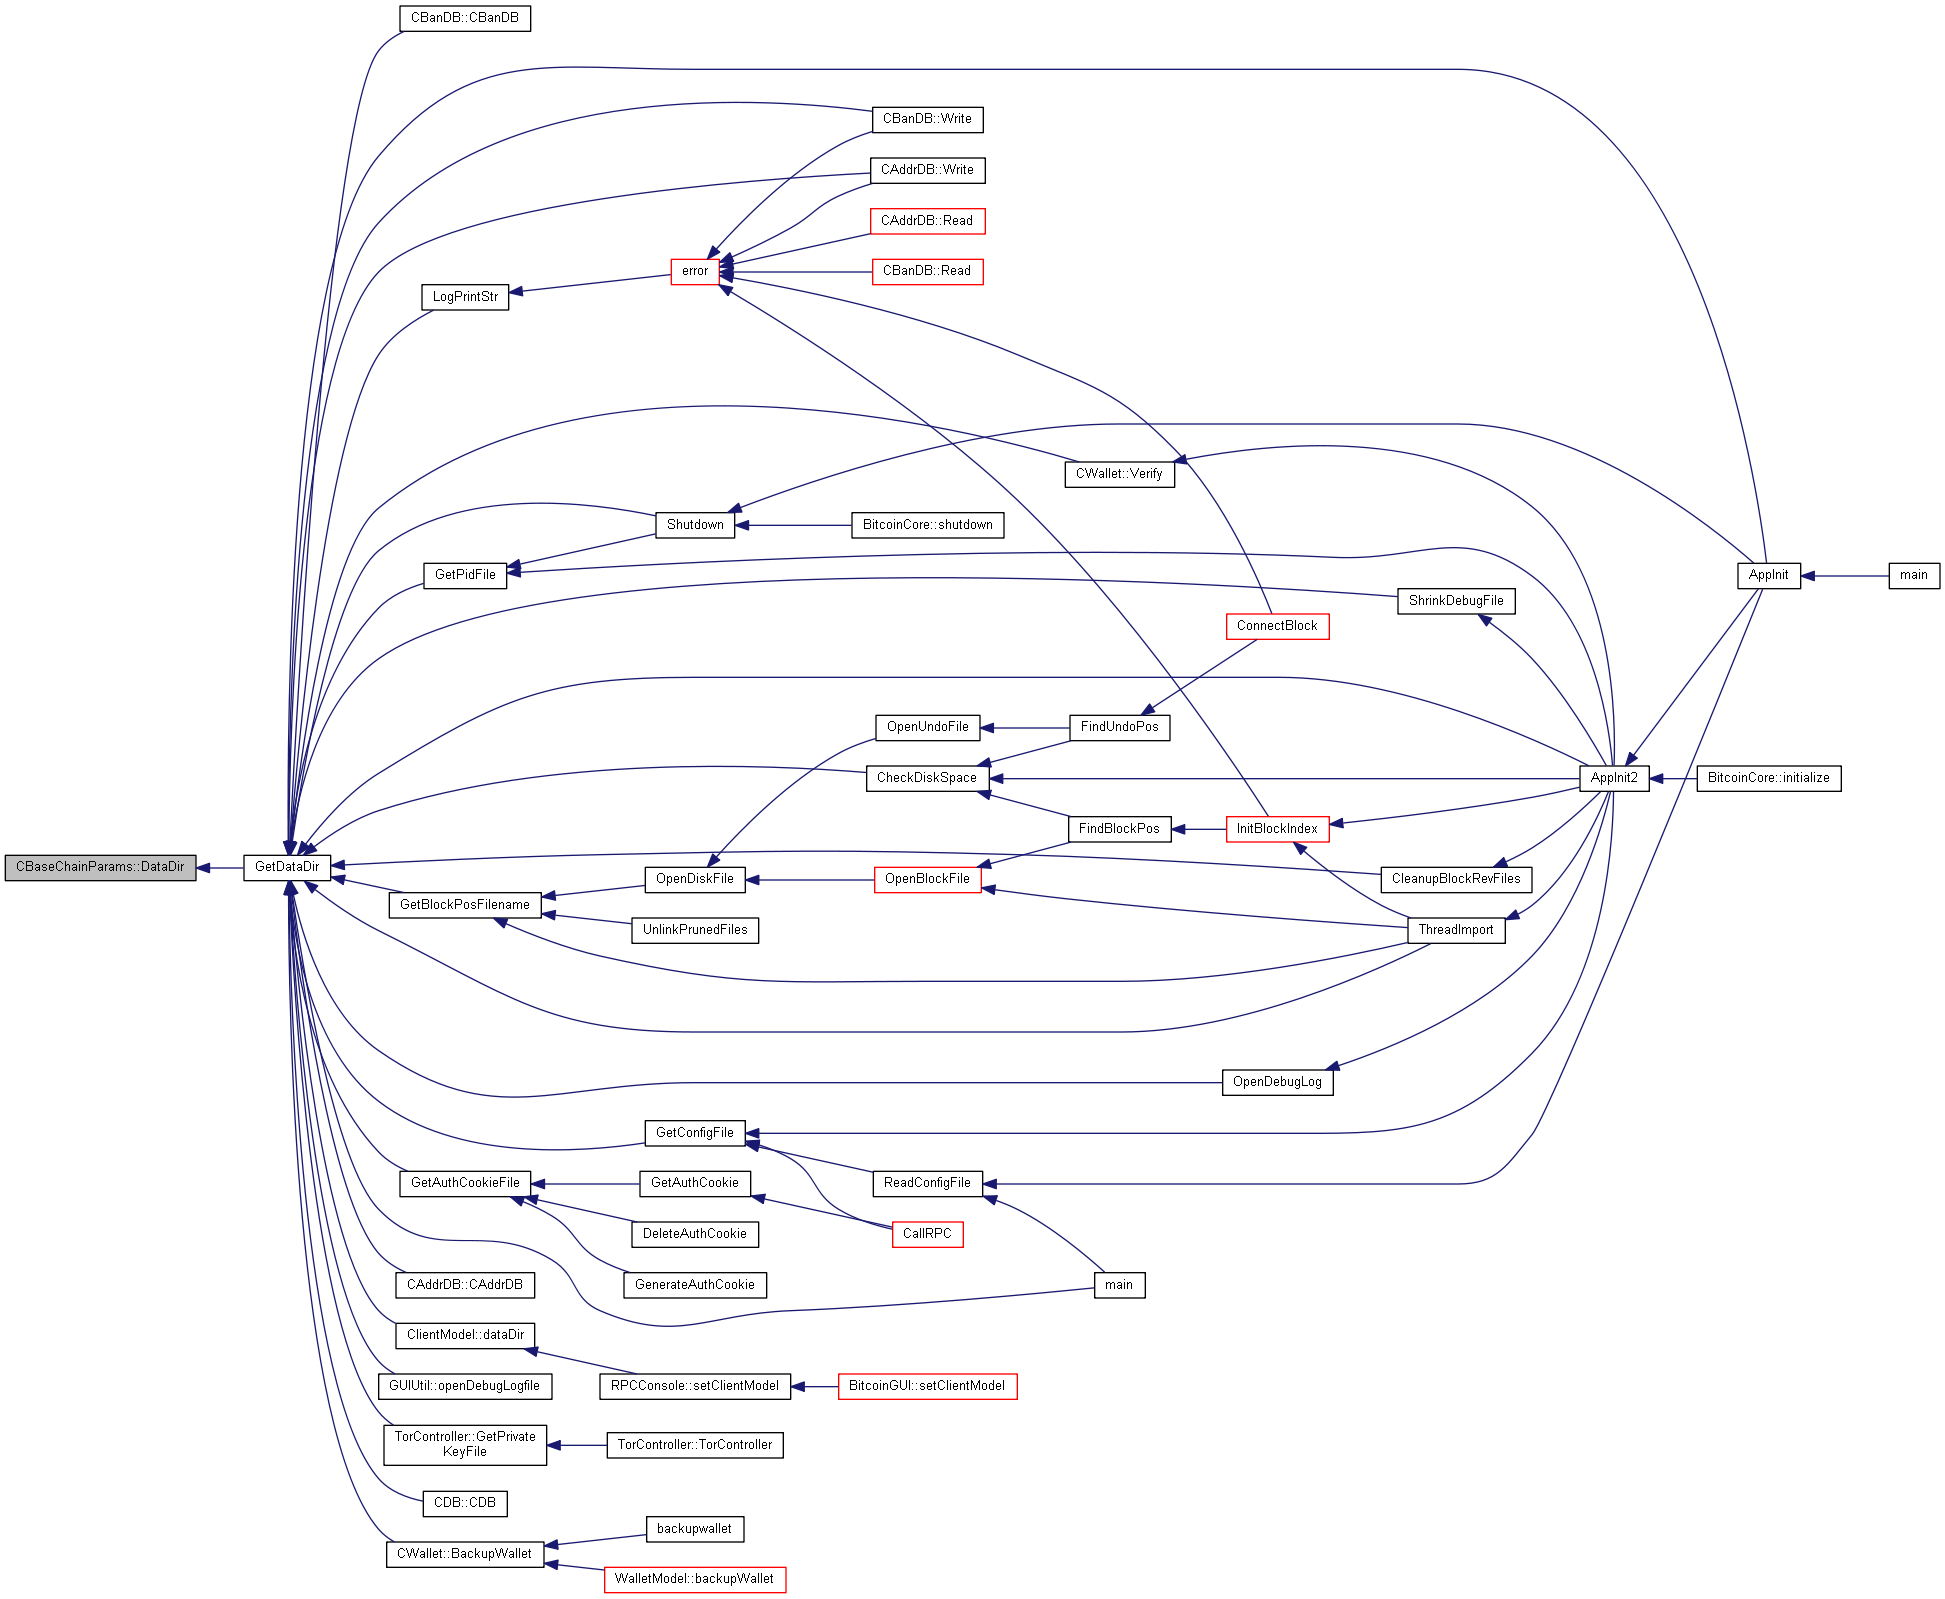 CBanDB::CBanDB
CBanDB::Write
CAddrDB::Write
CAddrDB::Read
error
CBanDB::Read
LogPrintStr
CWallet::Verify
Shutdown
BitcoinCore::shutdown
GetPidFile
AppInit
main
ShrinkDebugFile
ConnectBlock
OpenUndoFile
FindUndoPos
CheckDiskSpace
AppInit2
BitcoinCore::initialize
FindBlockPos
InitBlockIndex
CBaseChainParams::DataDir
GetDataDir
OpenDiskFile
OpenBlockFile
CleanupBlockRevFiles
GetBlockPosFilename
UnlinkPrunedFiles
ThreadImport
OpenDebugLog
GetConfigFile
GetAuthCookieFile
GetAuthCookie
ReadConfigFile
DeleteAuthCookie
CallRPC
CAddrDB::CAddrDB
GenerateAuthCookie
main
ClientModel::dataDir
GUIUtil::openDebugLogfile
RPCConsole::setClientModel
BitcoinGUI::setClientModel
TorController::GetPrivate
KeyFile
TorController::TorController
CDB::CDB
backupwallet
CWallet::BackupWallet
WalletModel::backupWallet